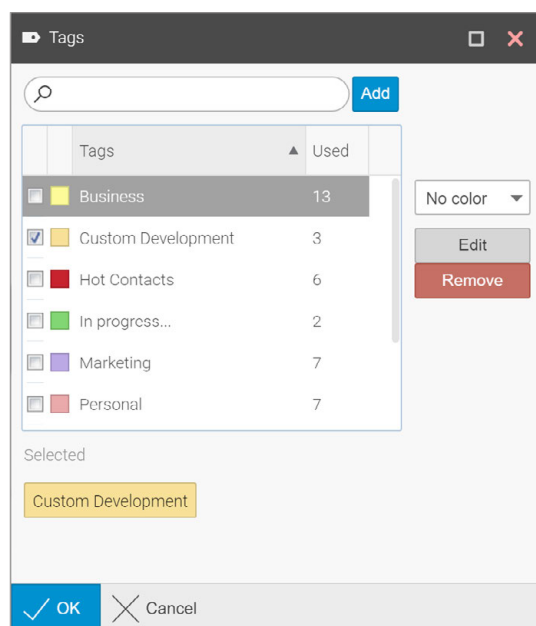 Tags
Add
Tags Used
Business 13
No color
Custom Development 3
Edit
Hot Contacts 6
Remove
In progress... 2
Marketing 7
Personal 7
Selected
Custom Development
OK Cancel